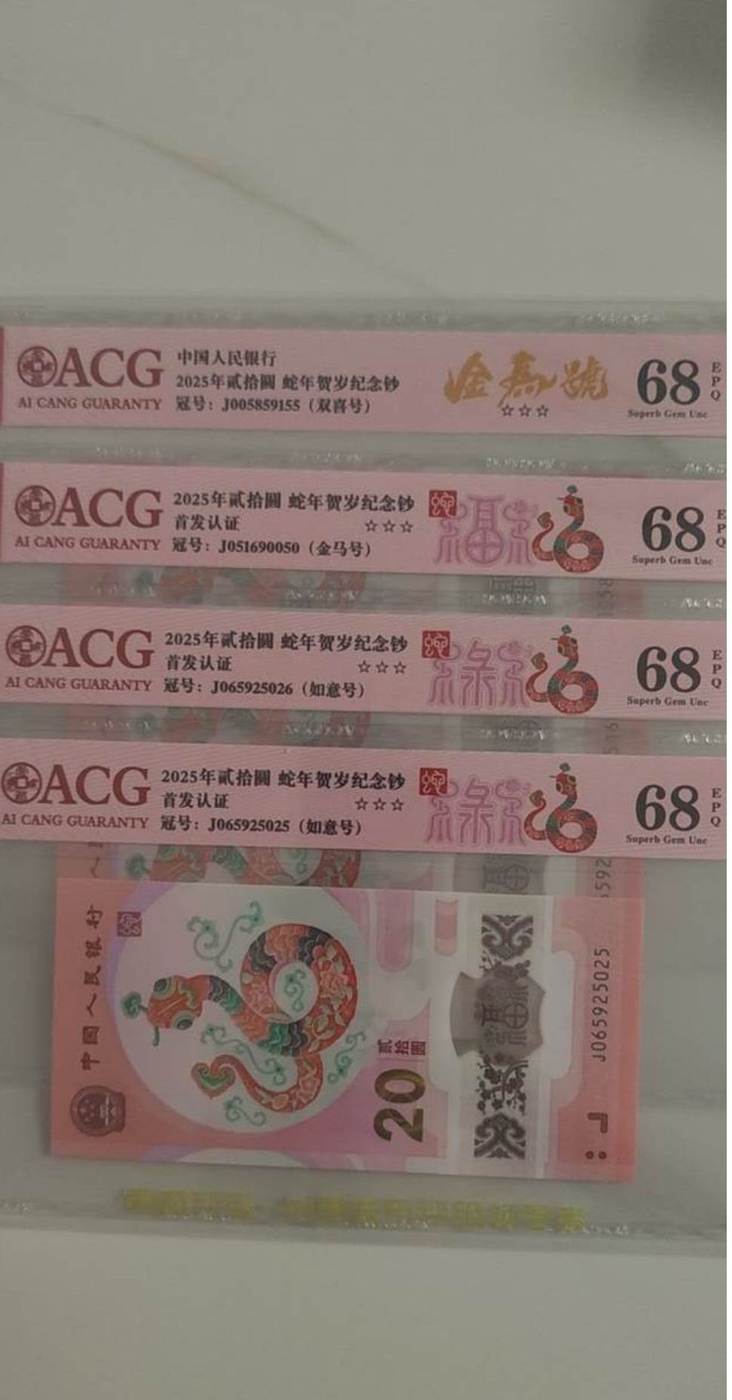 ACG
AI CANG GUARANTY
中国人民银行
2025年贰拾圆 蛇年贺岁纪念钞
冠号：J005859155（双喜号）
金馬號
☆☆☆
68
EPQ
Superb Gem Unc
ACG
AI CANG GUARANTY
2025年贰拾圆 蛇年贺岁纪念钞
首发认证 ☆☆☆
冠号：J051690050（金马号）
福
68
EPQ
Superb Gem Unc
ACG
AI CANG GUARANTY
2025年贰拾圆 蛇年贺岁纪念钞
首发认证 ☆☆☆
冠号：J065925026（如意号）
68
EPQ
Superb Gem Unc
ACG
AI CANG GUARANTY
2025年贰拾圆 蛇年贺岁纪念钞
首发认证 ☆☆☆
冠号：J065925025（如意号）
68
EPQ
Superb Gem Unc
中国人民银行
20
贰拾圆
J065925025